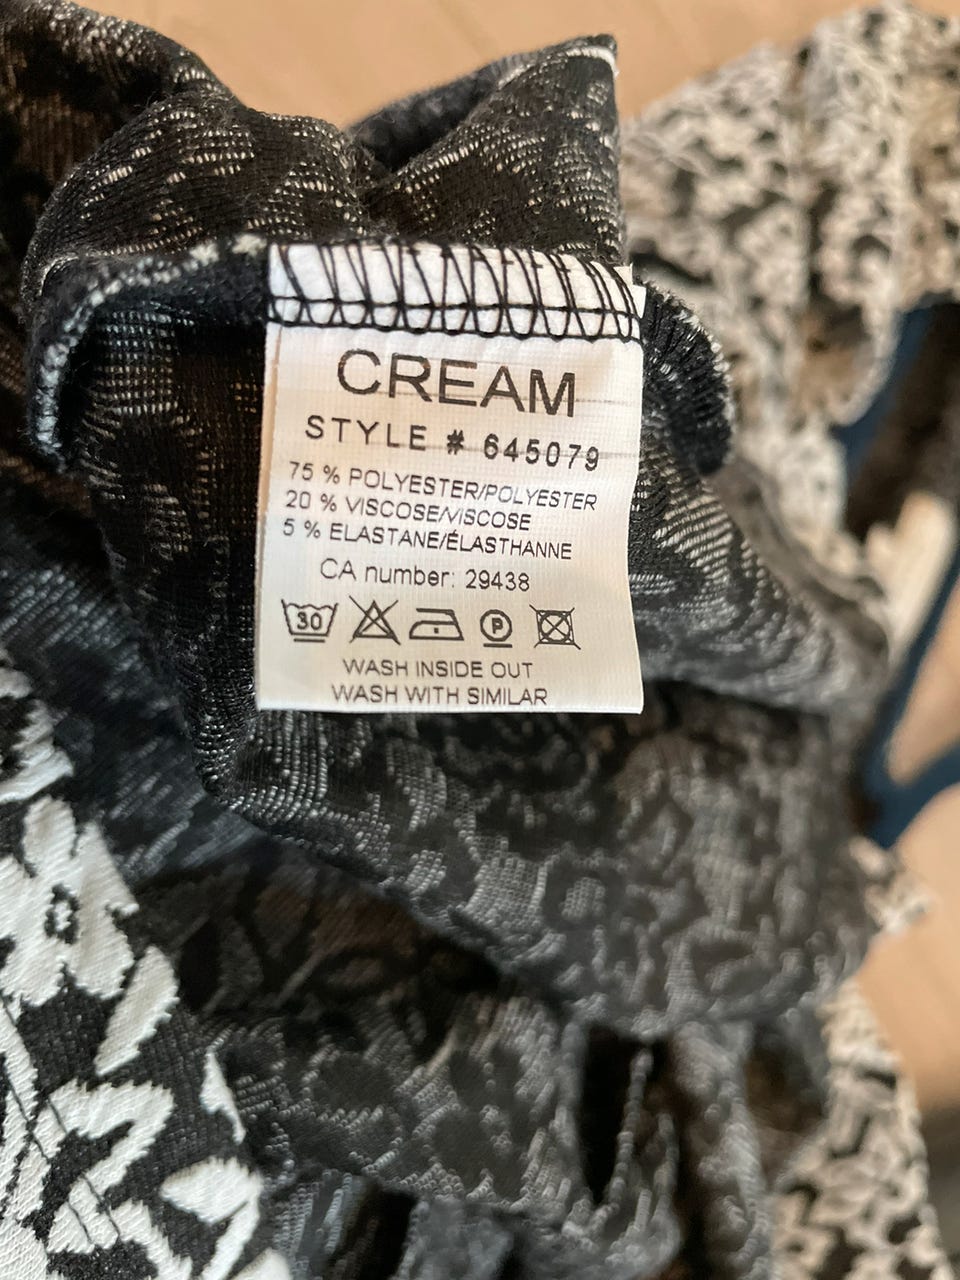 CREAM
STYLE # 645079
75 % POLYESTER/POLYESTER
20 % VISCOSE/VISCOSE
5 % ELASTANE/ÉLASTHANNE
CA number: 29438
30 P
WASH INSIDE OUT
WASH WITH SIMILAR